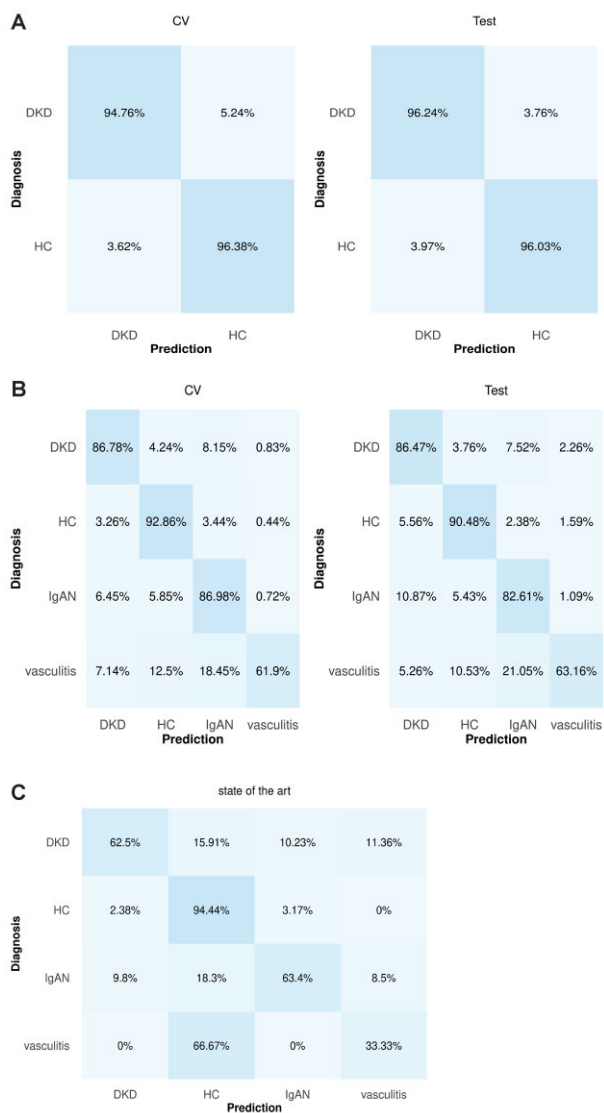 A
CV
Test
DKD 94.76% 5.24%
HC 3.62% 96.38%
DKD HC
Prediction
Diagnosis
DKD 96.24% 3.76%
HC 3.97% 96.03%
DKD HC
Prediction
Diagnosis
B
CV
Test
DKD 86.78% 4.24% 8.15% 0.83%
HC 3.26% 92.86% 3.44% 0.44%
IgAN 6.45% 5.85% 86.98% 0.72%
vasculitis 7.14% 12.5% 18.45% 61.9%
DKD HC IgAN vasculitis
Prediction
Diagnosis
DKD 86.47% 3.76% 7.52% 2.26%
HC 5.56% 90.48% 2.38% 1.59%
IgAN 10.87% 5.43% 82.61% 1.09%
vasculitis 5.26% 10.53% 21.05% 63.16%
DKD HC IgAN vasculitis
Prediction
Diagnosis
C
state of the art
DKD 62.5% 15.91% 10.23% 11.36%
HC 2.38% 94.44% 3.17% 0%
IgAN 9.8% 18.3% 63.4% 8.5%
vasculitis 0% 66.67% 0% 33.33%
DKD HC IgAN vasculitis
Prediction
Diagnosis